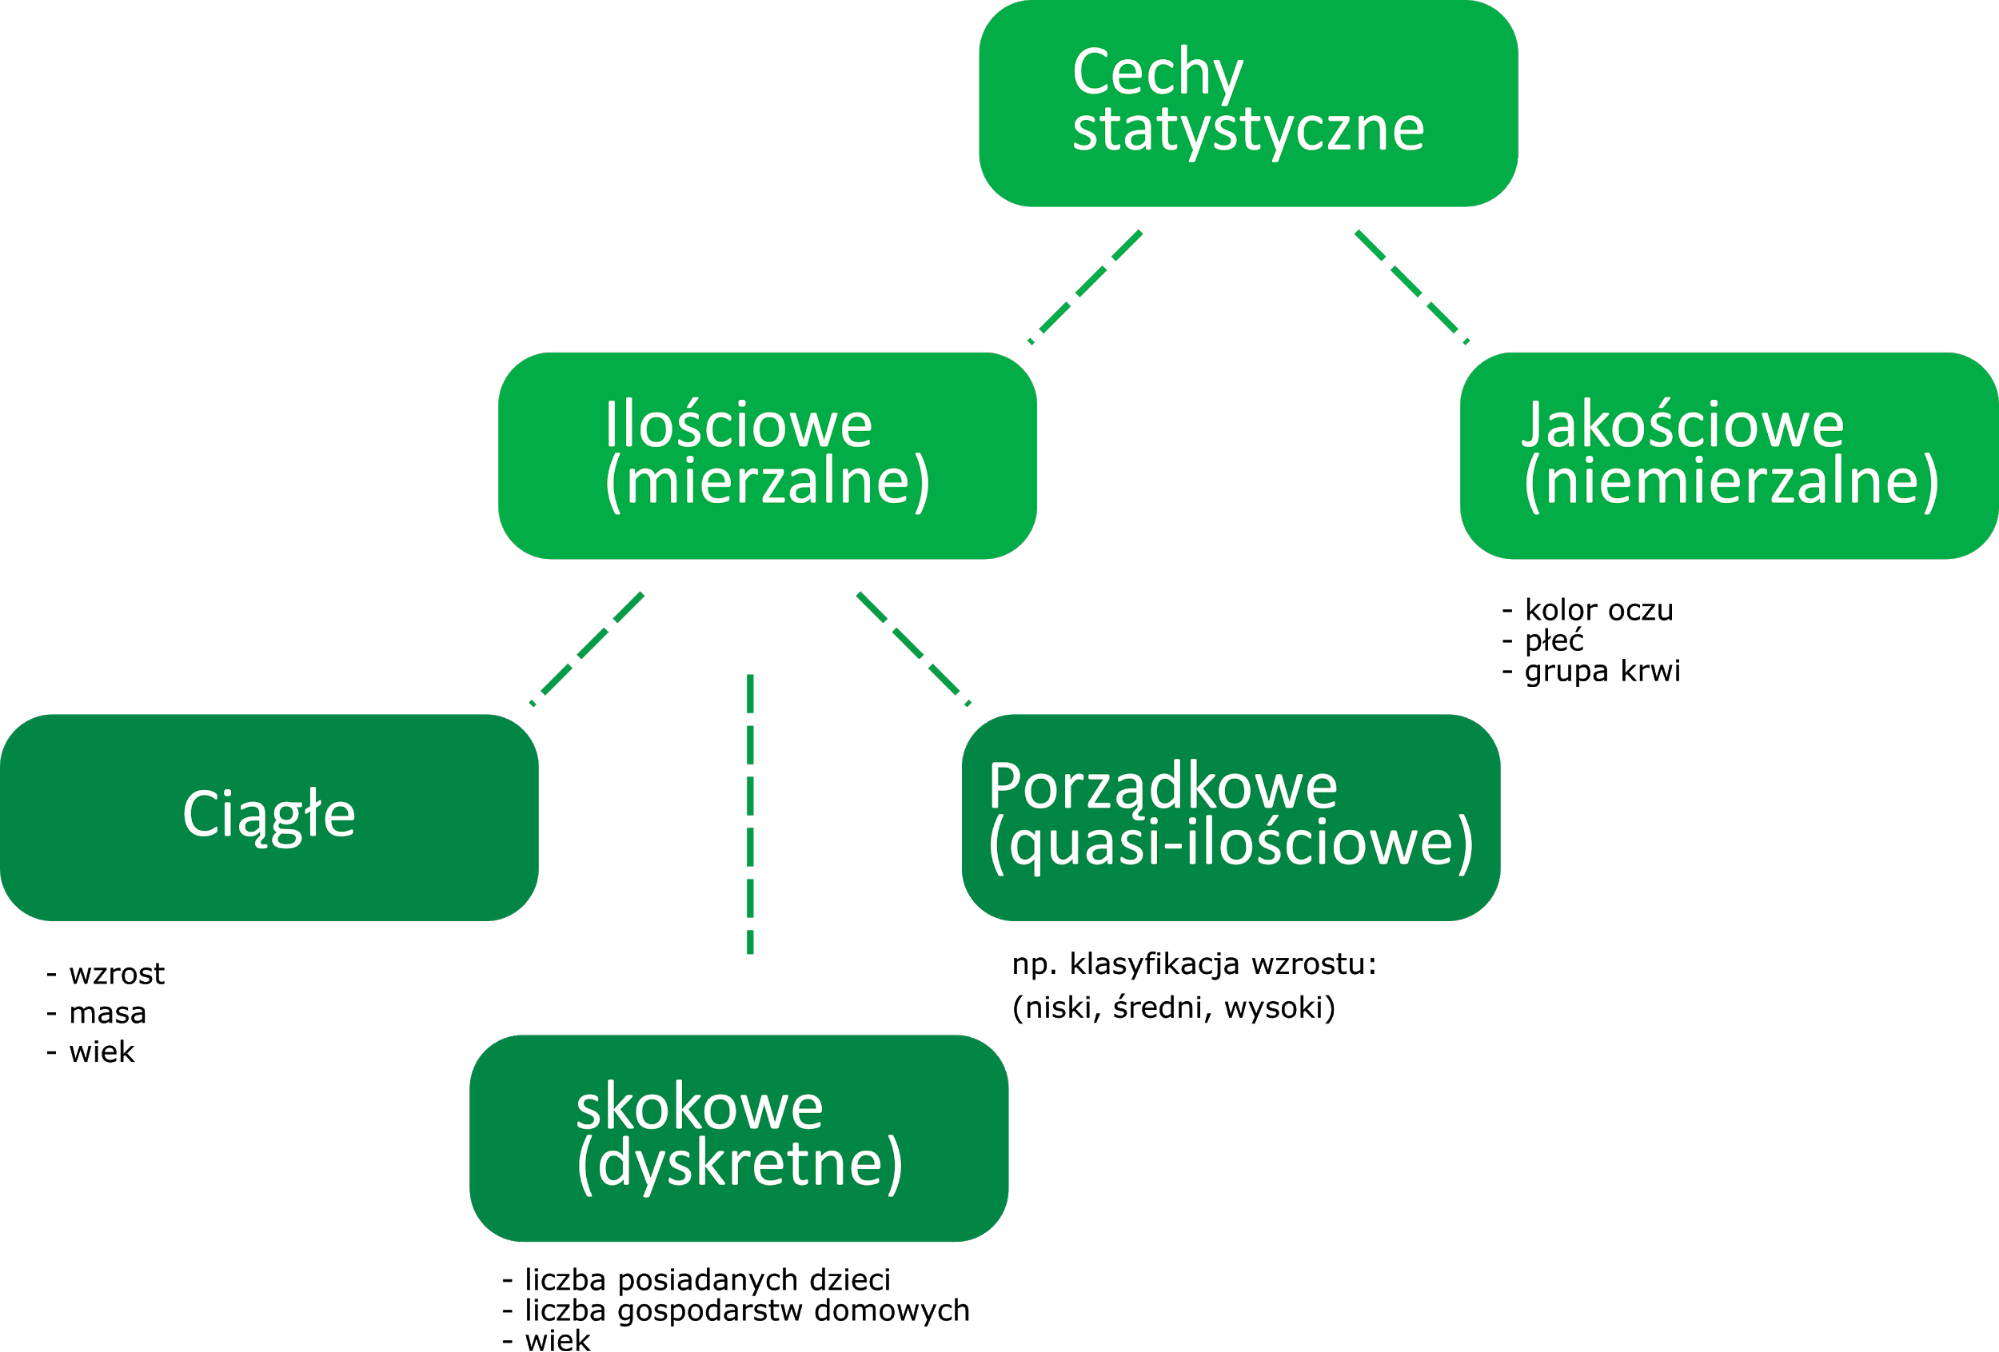 Cechy
statystyczne
Ilościowe
(mierzalne)
Jakościowe
(niemierzalne)
- kolor oczu
- płeć
- grupa krwi
Ciągłe
- wzrost
- masa
- wiek
Porządkowe
(quasi-ilościowe)
np. klasyfikacja wzrostu:
(niski, średni, wysoki)
skokowe
(dyskretne)
- liczba posiadanych dzieci
- liczba gospodarstw domowych
- wiek